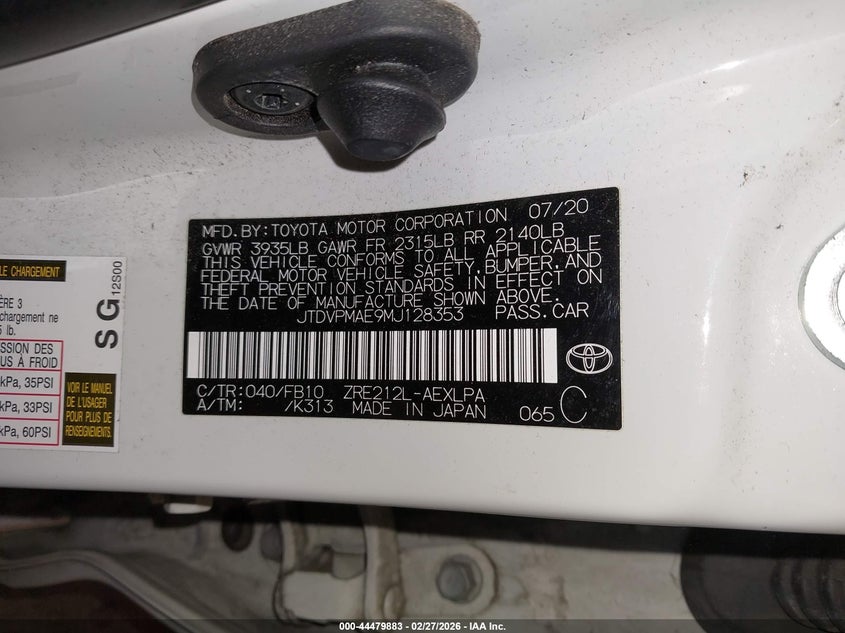 MFD.BY:TOYOTA MOTOR CORPORATION 07/20
GVWR 3935LB GAWR FR 2315LB RR 2140LB
THIS VEHICLE CONFORMS TO ALL APPLICABLE
FEDERAL MOTOR VEHICLE SAFETY,BUMPER,AND
THEFT PREVENTION STANDARDS IN EFFECT ON
THE DATE OF MANUFACTURE SHOWN ABOVE.
JTDVPMAE9MJ128353 PASS.CAR
C/TR:040/FB10 ZRE212L-AEXLPA
A/TM: /K313 MADE IN JAPAN 065 C
LE CHARGEMENT
SG 12S00
ÈRE 3
chargement ne
lb.
SSION DES
US À FROID
kPa, 35PSI
kPa, 33PSI
kPa, 60PSI
VOIR LE MANUEL
DE L'USAGER
POUR PLUS DE
RENSEIGNEMENTS.
000-44479883 | 02/27/2026 - IAA Inc.